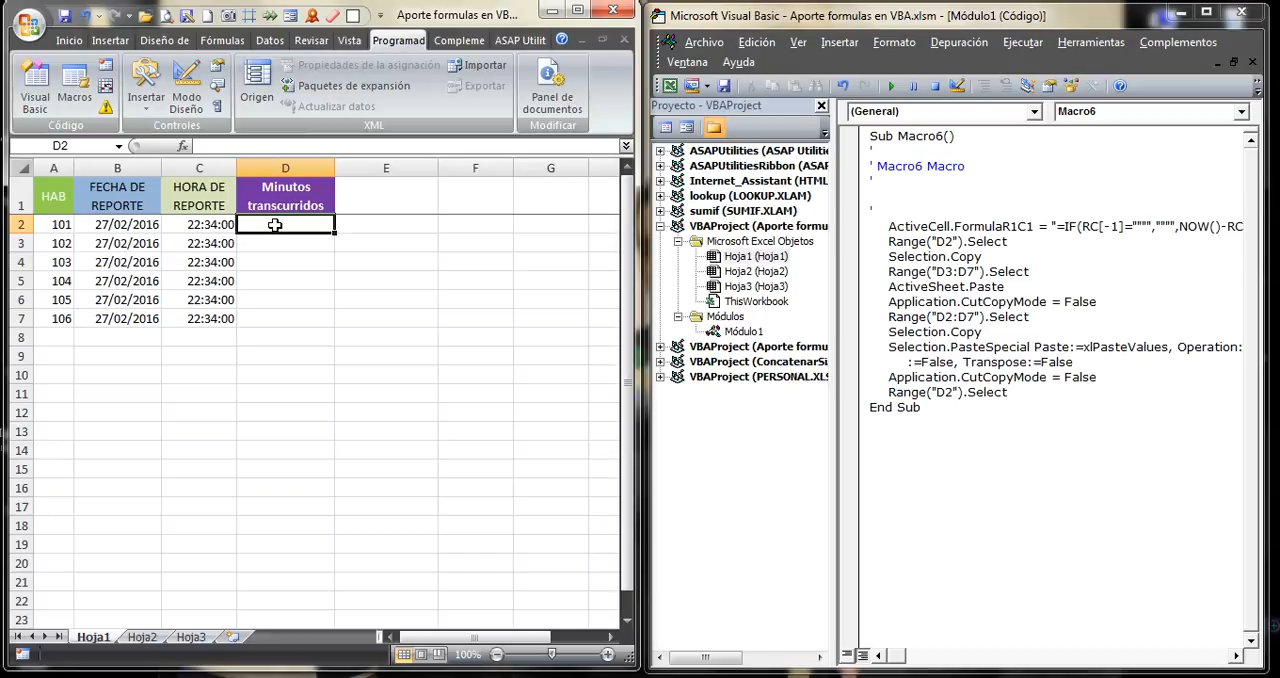 Aporte formulas en VB...
Inicio Insertar Diseño de Fórmulas Datos Revisar Vista Programad Compleme ASAP Utilit
Visual Basic
Macros
Código
Insertar
Modo Diseño
Controles
Origen
Propiedades de la asignación
Paquetes de expansión
Actualizar datos
Importar
Exportar
XML
Panel de documentos
Modificar
D2
A B C D E F G
1 HAB FECHA DE REPORTE HORA DE REPORTE Minutos transcurridos
2 101 27/02/2016 22:34:00
3 102 27/02/2016 22:34:00
4 103 27/02/2016 22:34:00
5 104 27/02/2016 22:34:00
6 105 27/02/2016 22:34:00
7 106 27/02/2016 22:34:00
8
9
10
11
12
13
14
15
16
17
18
19
20
21
22
23
Hoja1 Hoja2 Hoja3
100%
Microsoft Visual Basic - Aporte formulas en VBA.xlsm - [Módulo1 (Código)]
Archivo Edición Ver Insertar Formato Depuración Ejecutar Herramientas Complementos
Ventana Ayuda
Proyecto - VBAProject
ASAPUtilities (ASAP Utilitie
ASAPUtilitiesRibbon (ASAP
Internet_Assistant (HTML
lookup (LOOKUP.XLAM)
sumif (SUMIF.XLAM)
VBAProject (Aporte formu
Microsoft Excel Objetos
Hoja1 (Hoja1)
Hoja2 (Hoja2)
Hoja3 (Hoja3)
ThisWorkbook
Módulos
Módulo1
VBAProject (Aporte formu
VBAProject (ConcatenarSi
VBAProject (PERSONAL.XLS
(General) Macro6
Sub Macro6()
'
' Macro6 Macro
'
'
ActiveCell.FormulaR1C1 = "=IF(RC[-1]="""","""",NOW()-RC
Range("D2").Select
Selection.Copy
Range("D3:D7").Select
ActiveSheet.Paste
Application.CutCopyMode = False
Range("D2:D7").Select
Selection.Copy
Selection.PasteSpecial Paste:=xlPasteValues, Operation:
:=False, Transpose:=False
Application.CutCopyMode = False
Range("D2").Select
End Sub